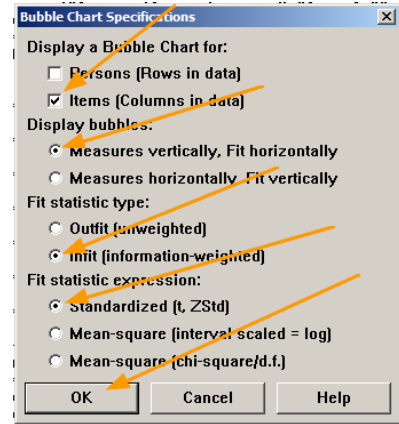 Bubble Chart Specifications
Display a Bubble Chart for:
Persons (Rows in data)
Items (Columns in data)
Display bubbles:
Measures vertically, Fit horizontally
Measures horizontally, Fit vertically
Fit statistic type:
Outfit (unweighted)
Infit (information-weighted)
Fit statistic expression:
Standardized (t, ZStd)
Mean-square (interval scaled = log)
Mean-square (chi-square/d.f.)
OK Cancel Help